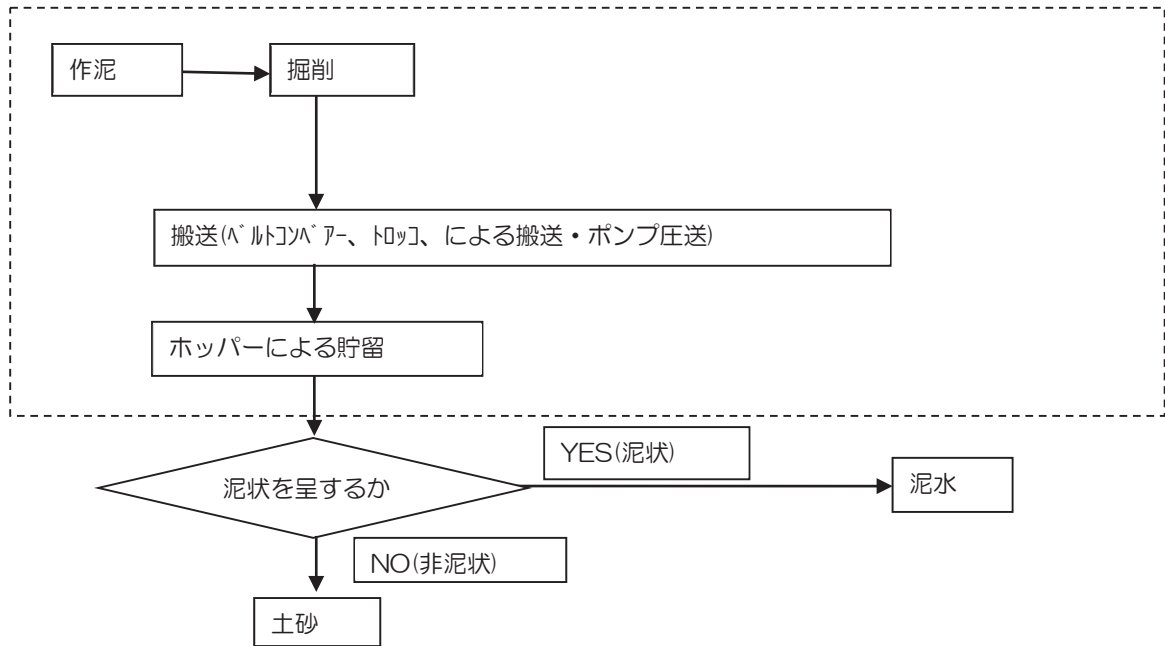 作泥
掘削
搬送(ﾍﾞﾙﾄｺﾝﾍﾞｱｰ、ﾄﾛｯｺ、による搬送・ポンプ圧送)
ホッパーによる貯留
YES(泥状)
泥状を呈するか
泥水
NO(非泥状)
土砂